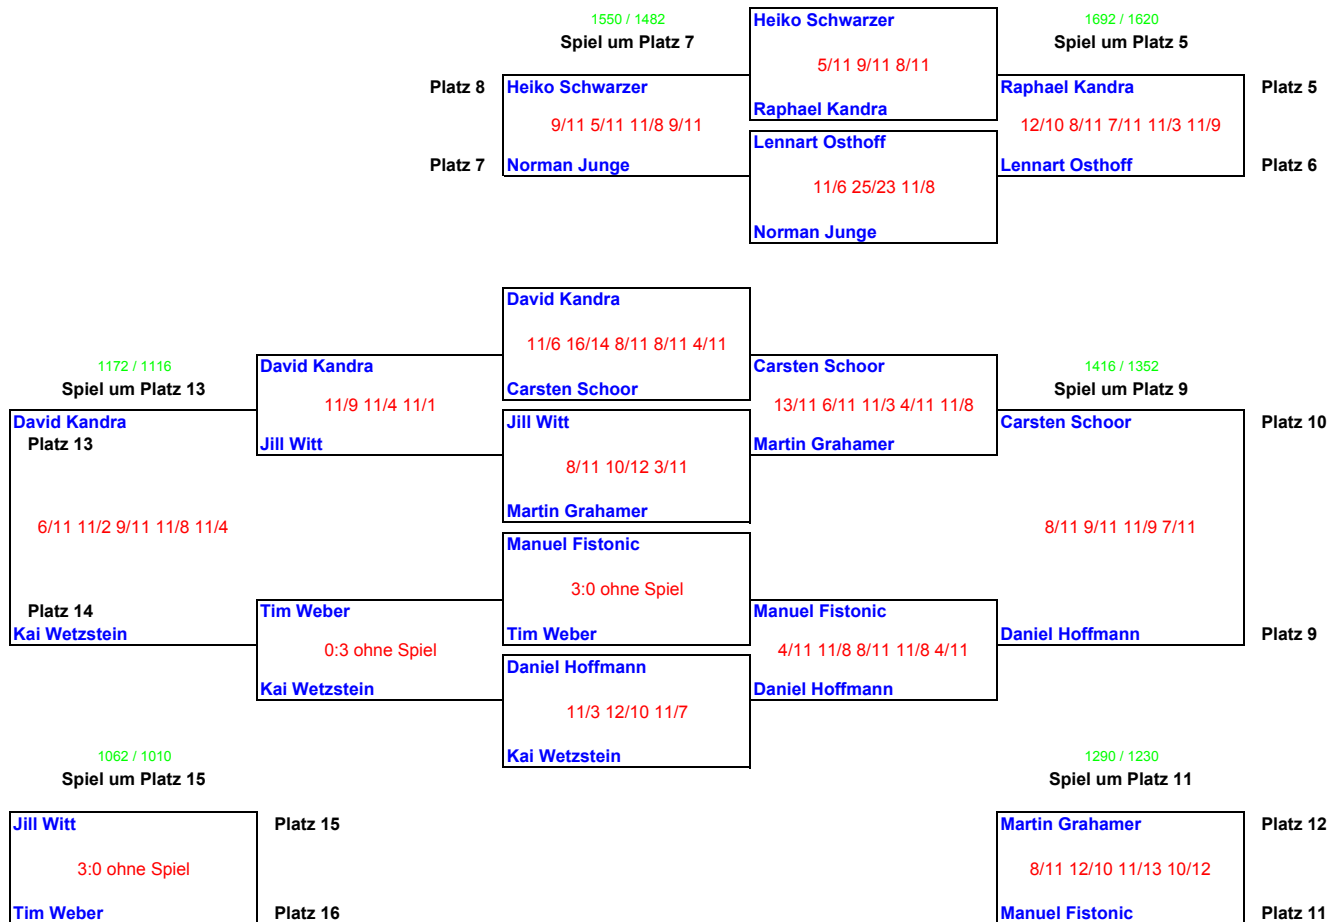 1550 / 1482
Spiel um Platz 7
Heiko Schwarzer
1692 / 1620
Spiel um Platz 5
5/11 9/11 8/11
Platz 8
Heiko Schwarzer
Raphael Kandra
Raphael Kandra
Platz 5
9/11 5/11 11/8 9/11
12/10 8/11 7/11 11/3 11/9
Lennart Osthoff
Platz 7
Norman Junge
Lennart Osthoff
Platz 6
11/6 25/23 11/8
Norman Junge
David Kandra
11/6 16/14 8/11 8/11 4/11
1172 / 1116
Spiel um Platz 13
David Kandra
Carsten Schoor
Carsten Schoor
1416 / 1352
Spiel um Platz 9
11/9 11/4 11/1
13/11 6/11 11/3 4/11 11/8
David Kandra
Platz 13
Jill Witt
Jill Witt
Martin Grahamer
Carsten Schoor
Platz 10
8/11 10/12 3/11
Martin Grahamer
6/11 11/2 9/11 11/8 11/4
8/11 9/11 11/9 7/11
Manuel Fistonic
3:0 ohne Spiel
Platz 14
Kai Wetzstein
Tim Weber
Tim Weber
Manuel Fistonic
Daniel Hoffmann
Platz 9
0:3 ohne Spiel
4/11 11/8 8/11 11/8 4/11
Daniel Hoffmann
Kai Wetzstein
Daniel Hoffmann
11/3 12/10 11/7
Kai Wetzstein
1062 / 1010
Spiel um Platz 15
1290 / 1230
Spiel um Platz 11
Jill Witt
Platz 15
Martin Grahamer
Platz 12
3:0 ohne Spiel
8/11 12/10 11/13 10/12
Tim Weber
Platz 16
Manuel Fistonic
Platz 11